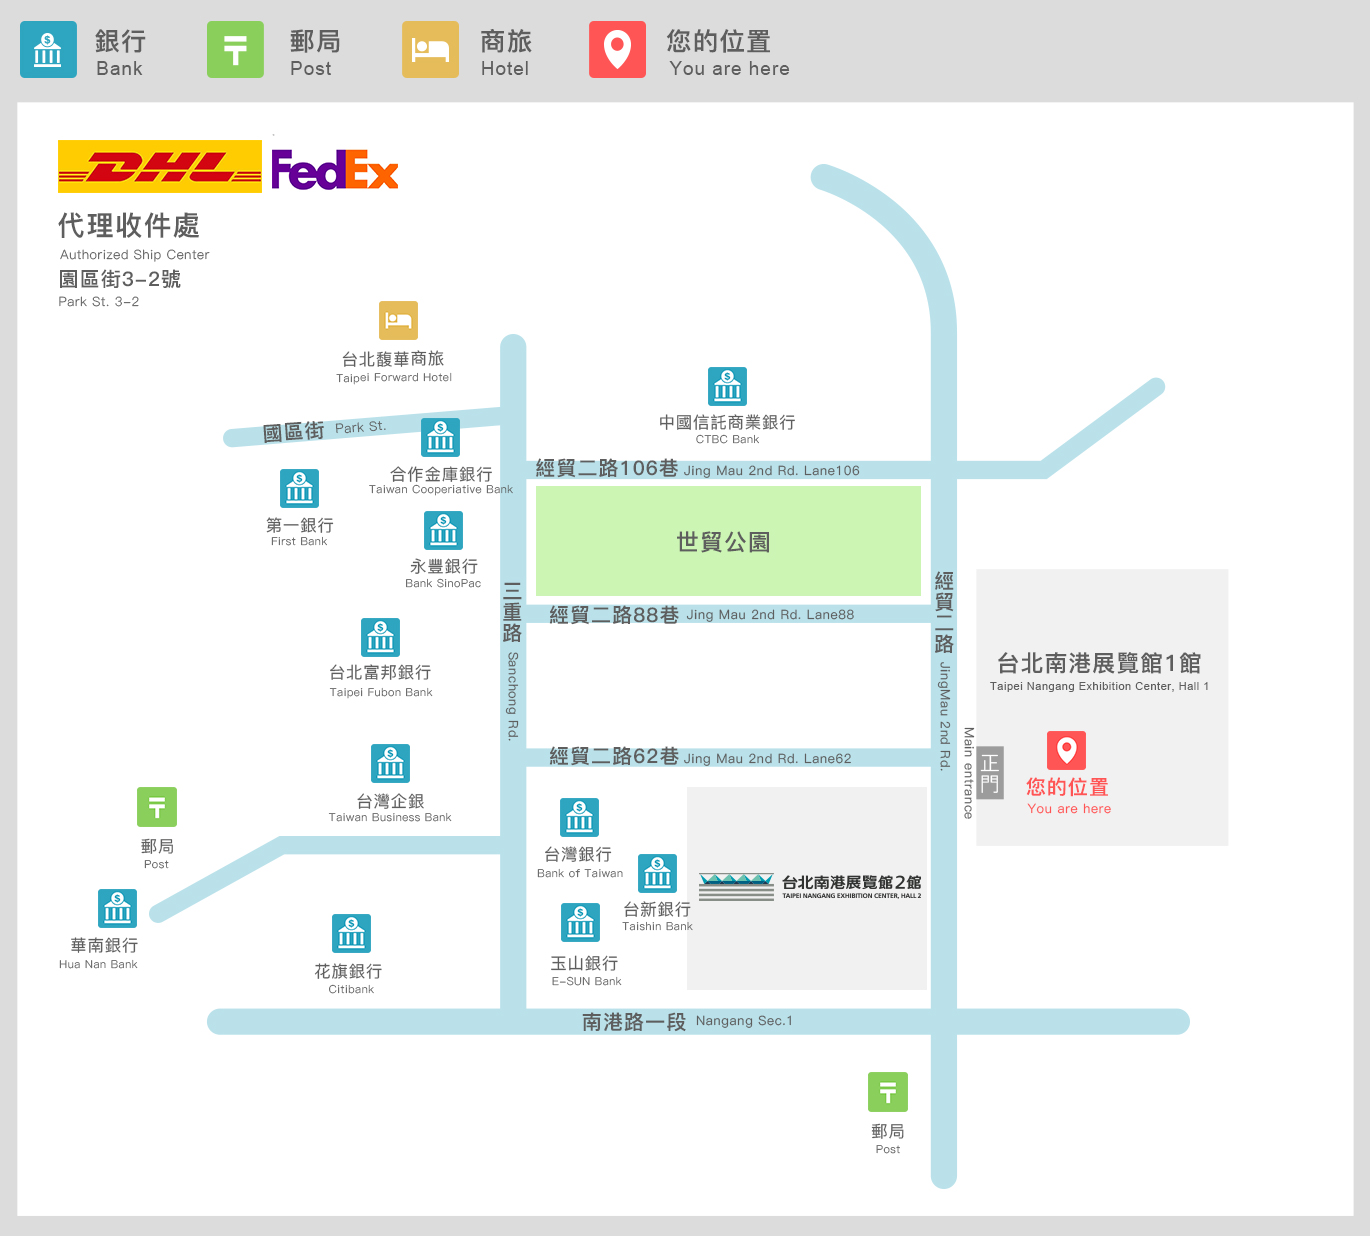 銀行
Bank
郵局
Post
商旅
Hotel
您的位置
You are here
DHL
FedEx
代理收件處
Authorized Ship Center
園區街3-2號
Park St. 3-2
台北馥華商旅
Taipei Forward Hotel
中國信託商業銀行
CTBC Bank
國區街 Park St.
合作金庫銀行
Taiwan Cooperiative Bank
經貿二路106巷 Jing Mau 2nd Rd. Lane106
第一銀行
First Bank
永豐銀行
Bank SinoPac
世貿公園
三重路 Sanchong Rd.
經貿二路88巷 Jing Mau 2nd Rd. Lane88
經貿二路 JingMau 2nd Rd.
台北富邦銀行
Taipei Fubon Bank
台北南港展覽館1館
Taipei Nangang Exhibition Center, Hall 1
經貿二路62巷 Jing Mau 2nd Rd. Lane62
Main entrance
正門
您的位置
You are here
台灣企銀
Taiwan Business Bank
郵局
Post
台灣銀行
Bank of Taiwan
台北南港展覽館2館
TAIPEI NANGANG EXHIBITION CENTER, HALL 2
台新銀行
Taishin Bank
華南銀行
Hua Nan Bank
花旗銀行
Citibank
玉山銀行
E-SUN Bank
南港路一段 Nangang Sec.1
郵局
Post